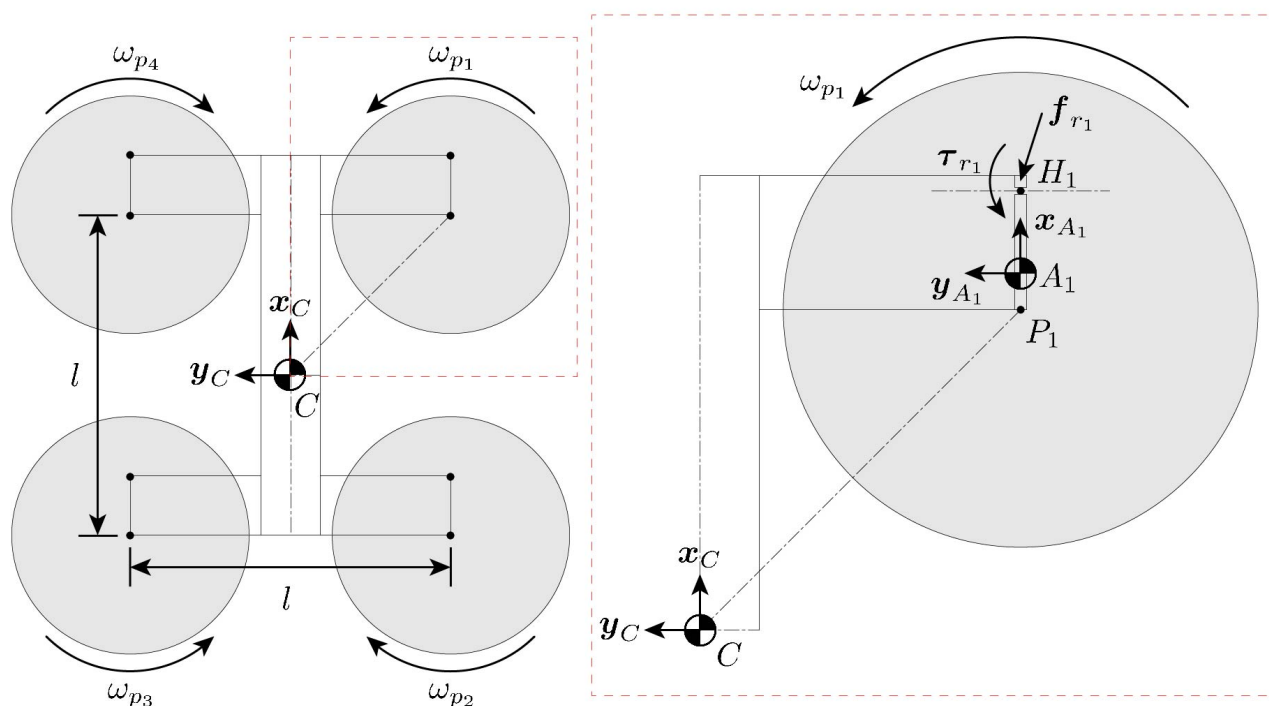 ω_{p_4}
ω_{p_1}
l
x_C
y_C
C
l
ω_{p_3}
ω_{p_2}
ω_{p_1}
f_{r_1}
τ_{r_1}
H_1
x_{A_1}
y_{A_1}
A_1
P_1
x_C
y_C
C